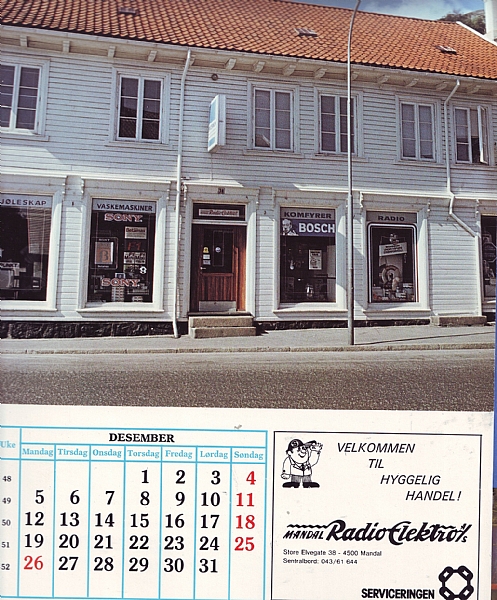 JØLESKAP
VASKEMASKINER
SONY
SONY
KOMFYRER
BOSCH
RADIO
DESEMBER
Uke Mandag Tirsdag Onsdag Torsdag Fredag Lørdag Søndag
48 1 2 3 4
49 5 6 7 8 9 10 11
50 12 13 14 15 16 17 18
51 19 20 21 22 23 24 25
52 26 27 28 29 30 31
VELKOMMEN
TIL
HYGGELIG
HANDEL!
MANDAL Radio Elektro A/S
Store Elvegate 38 - 4500 Mandal
Sentralbord: 043/61 644
SERVICERINGEN